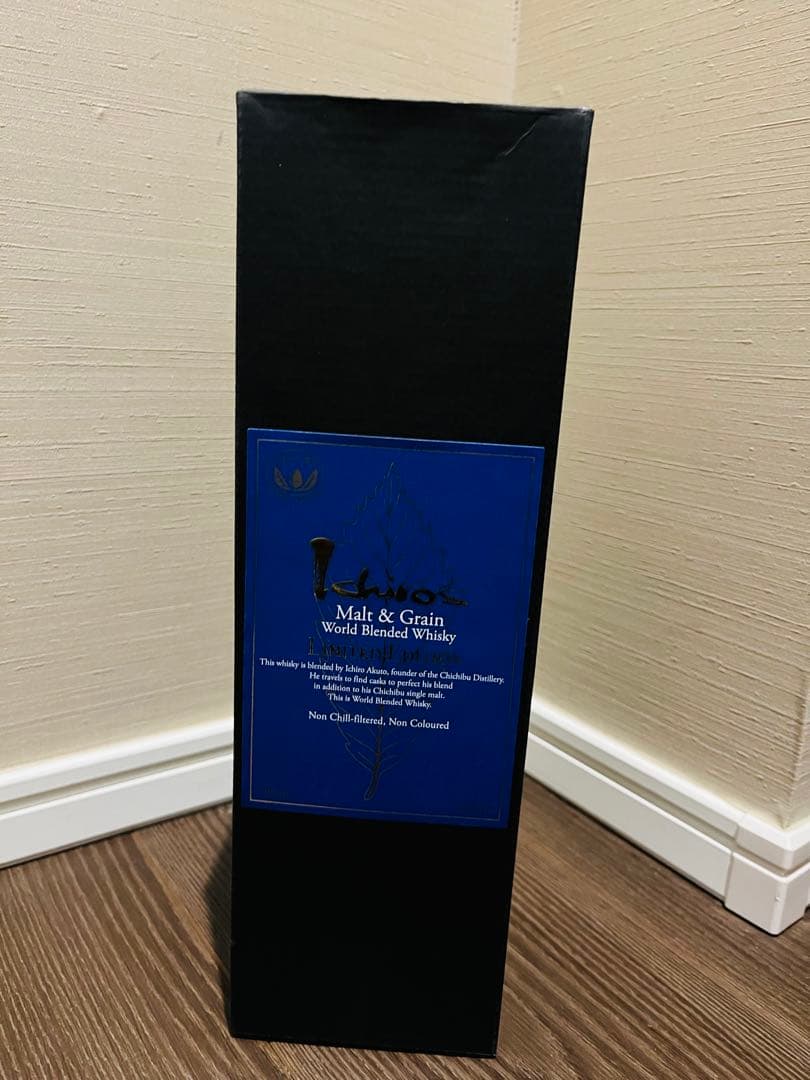 Ichiro's
Malt & Grain
World Blended Whisky
Limited Edition
This whisky is blended by Ichiro Akuto, founder of the Chichibu Distillery.
He travels to find casks to perfect his blend
in addition to his Chichibu single malt.
This is World Blended Whisky.
Non Chill-filtered, Non Coloured